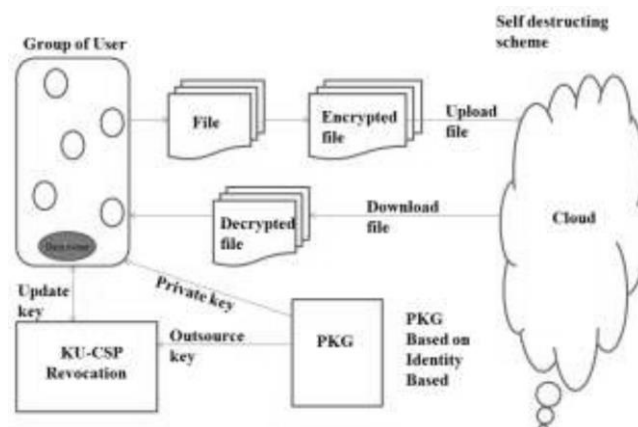 Self destructing
scheme
Group of User
File
Encrypted
file
Upload
file
Cloud
Decrypted
file
Download
file
Update
key
Private key
KU-CSP
Revocation
Outsource
key
PKG
PKG
Based on
Identity
Based